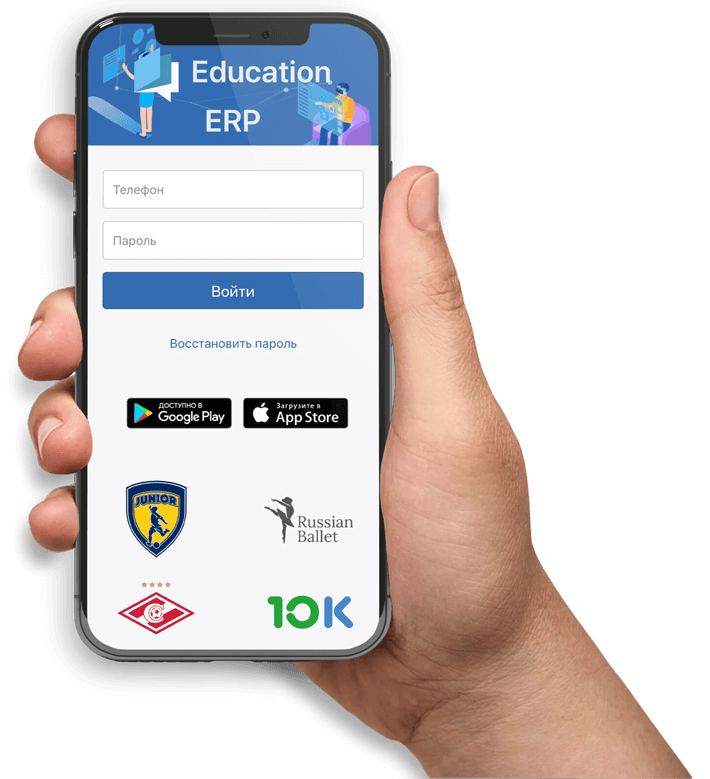 Education
ERP
Телефон
Пароль
Войти
Восстановить пароль
ДОСТУПНО В
Google Play
Загрузите в
App Store
JUNIOR
Russian
Ballet
С
10K